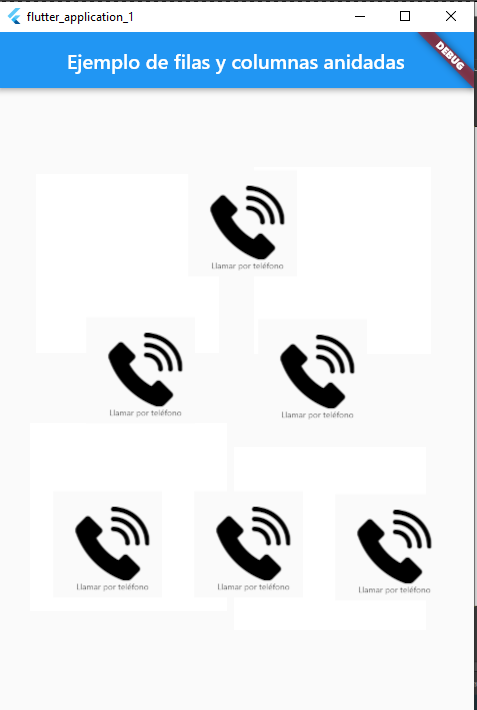 flutter_application_1
Ejemplo de filas y columnas anidadas
DEBUG
Llamar por teléfono
Llamar por teléfono
Llamar por teléfono
Llamar por teléfono
Llamar por teléfono
Llamar por teléfono